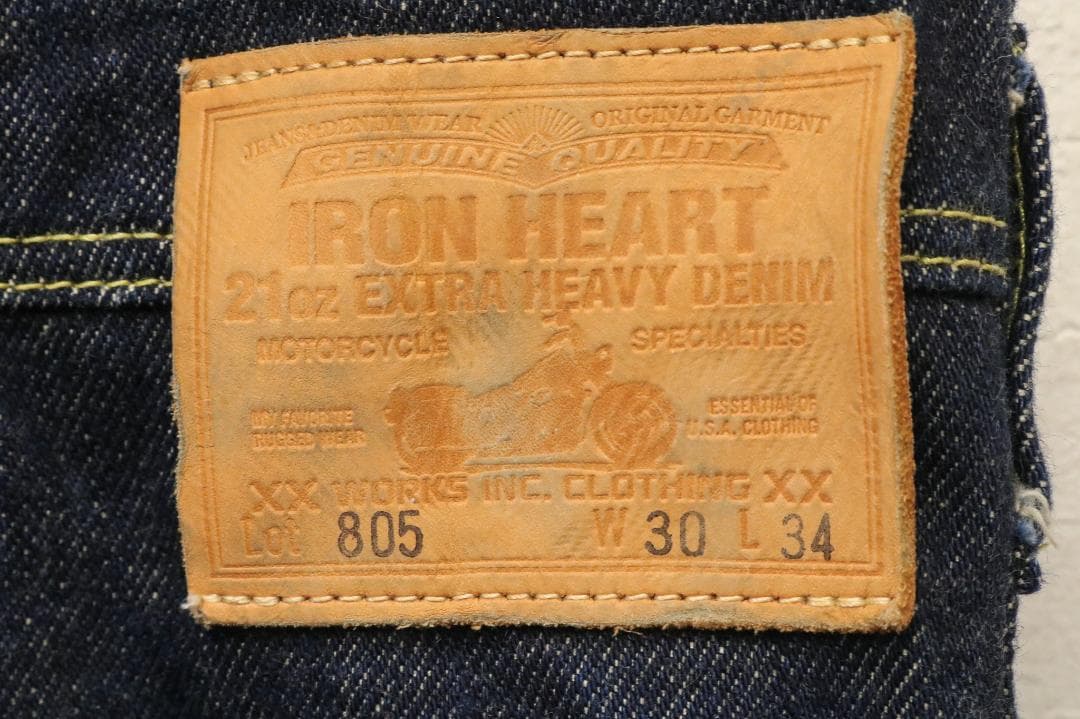 JEANS & DENIM WEAR ORIGINAL GARMENT
GENUINE QUALITY
IRON HEART
21oz EXTRA HEAVY DENIM
MOTORCYCLE SPECIALTIES
MY FAVORITE
RUGGED WEAR
ESSENTIAL OF
U.S.A. CLOTHING
XX WORKS INC. CLOTHING XX
Lot 805 W 30 L 34